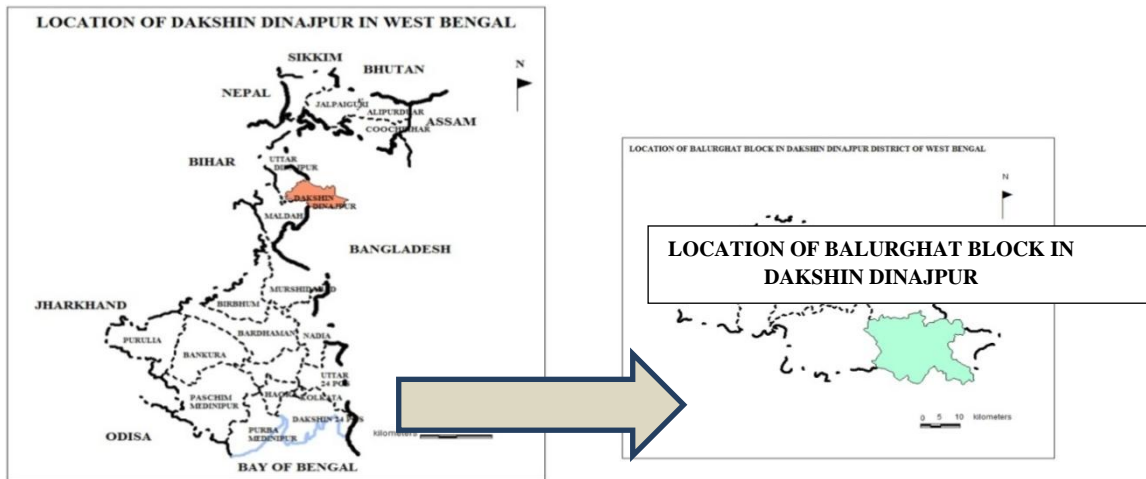 LOCATION OF DAKSHIN DINAJPUR IN WEST BENGAL
SIKKIM
BHUTAN
N
NEPAL
JALPAIGURI
ALIPURDUAR
ASSAM
COOCHBIHAR
BIHAR
UTTAR
DINAJPUR
DAKSHIN
DINAJPUR
MALDAH
BANGLADESH
MURSHIDABAD
JHARKHAND
BIRBHUM
BARDHAMAN
NADIA
PURULIA
BANKURA
UTTAR
24 PGS
PASCHIM
MEDINIPUR
KOLKATA
DAKSHIN 24 PGS
PURBA
MEDINIPUR
ODISA
kilometers
BAY OF BENGAL
LOCATION OF BALURGHAT BLOCK IN DAKSHIN DINAJPUR DISTRICT OF WEST BENGAL
N
LOCATION OF BALURGHAT BLOCK IN
DAKSHIN DINAJPUR
0 5 10
kilometers